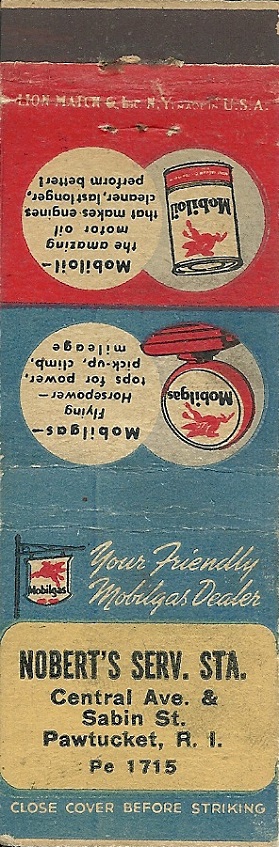 LION MATCH C. Inc. N.Y. MADE IN U.S.A.
Mobiloil—
the amazing
motor oil
that makes engines
cleaner, last longer,
perform better!
Mobiloil
Mobilgas—
Flying
Horsepower—
tops for power,
pick-up, climb,
mileage
Mobilgas
Mobilgas
Your Friendly
Mobilgas Dealer
NOBERT'S SERV. STA.
Central Ave. &
Sabin St.
Pawtucket, R. I.
Pe 1715
CLOSE COVER BEFORE STRIKING